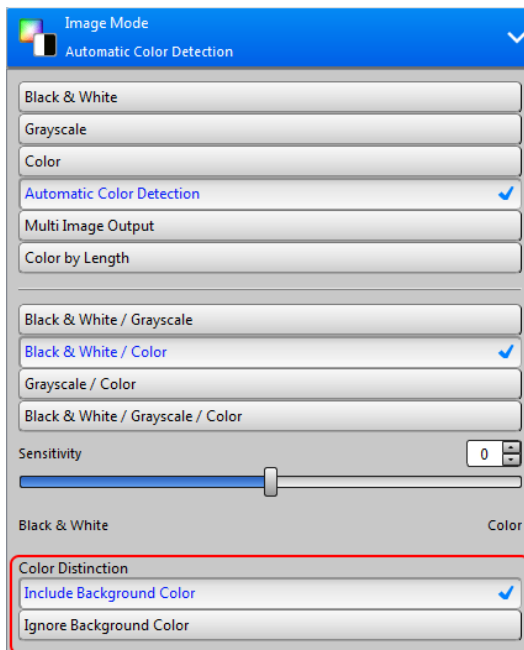 Image Mode
Automatic Color Detection
Black & White
Grayscale
Color
Automatic Color Detection
Multi Image Output
Color by Length
Black & White / Grayscale
Black & White / Color
Grayscale / Color
Black & White / Grayscale / Color
Sensitivity 0
Black & White Color
Color Distinction
Include Background Color
Ignore Background Color